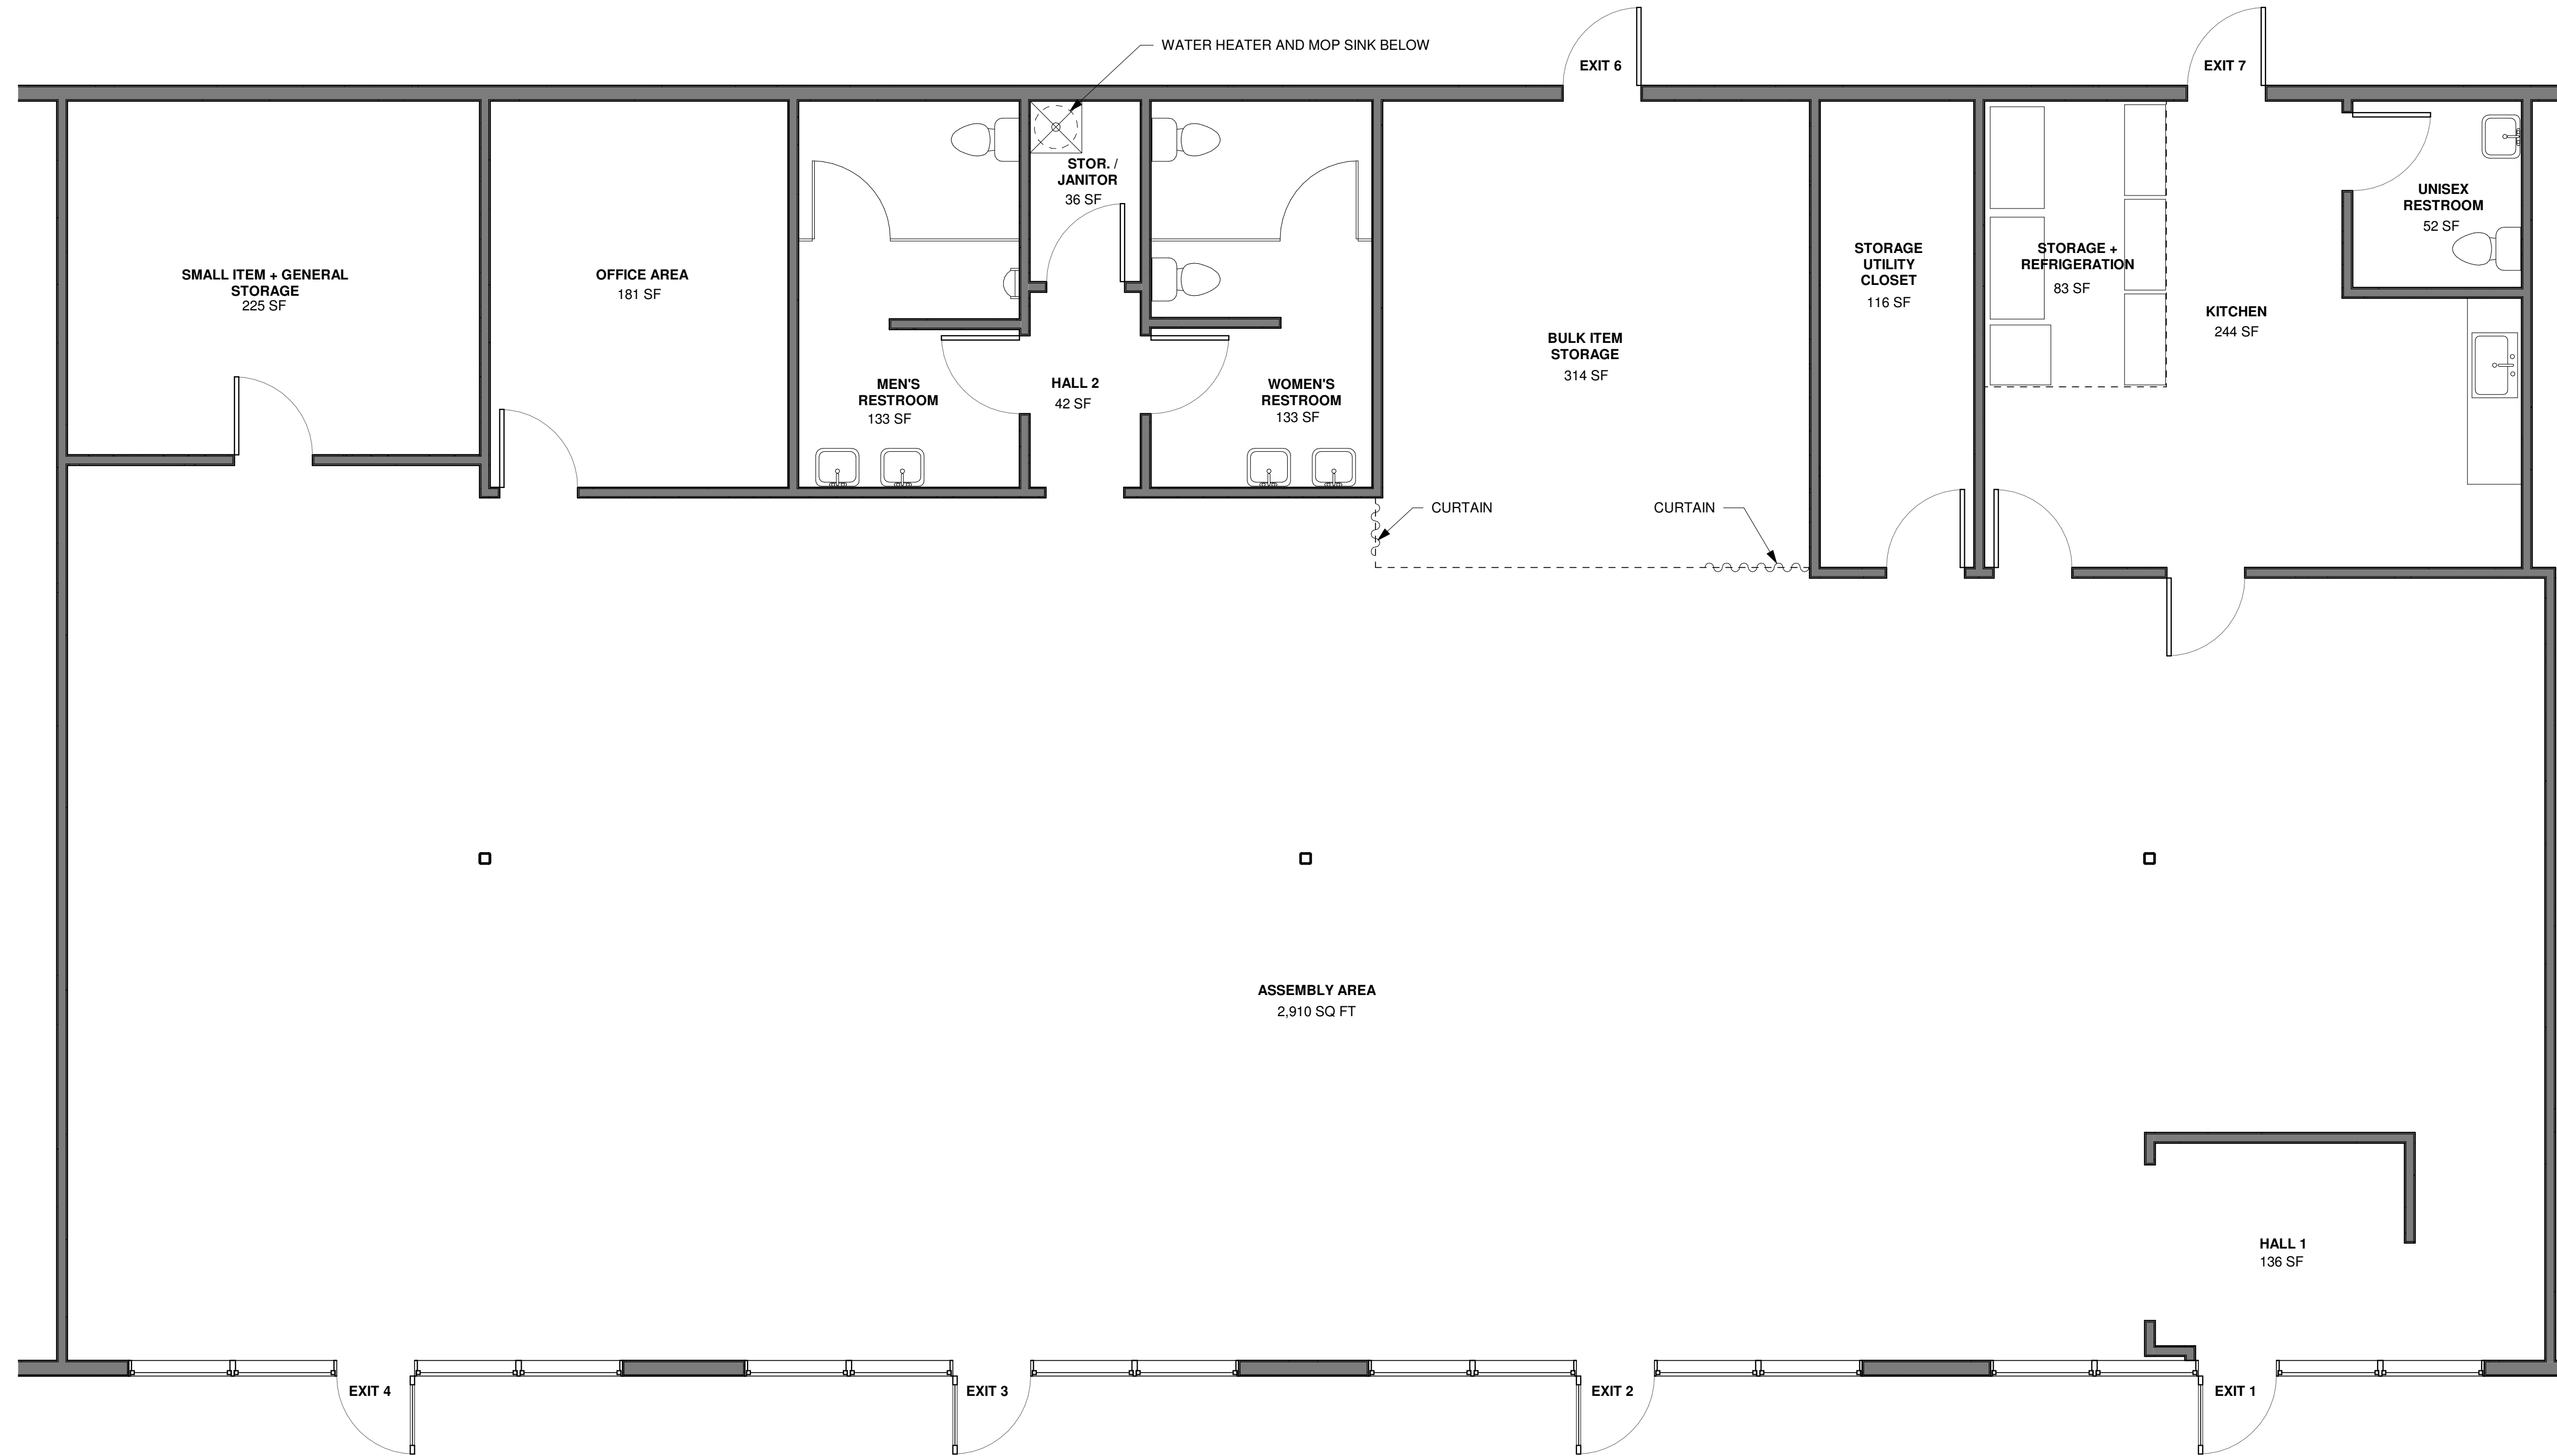 WATER HEATER AND MOP SINK BELOW
EXIT 6
EXIT 7
SMALL ITEM + GENERAL
STORAGE
225 SF
OFFICE AREA
181 SF
MEN'S
RESTROOM
133 SF
STOR. /
JANITOR
36 SF
HALL 2
42 SF
WOMEN'S
RESTROOM
133 SF
BULK ITEM
STORAGE
314 SF
CURTAIN
CURTAIN
STORAGE
UTILITY
CLOSET
116 SF
STORAGE +
REFRIGERATION
83 SF
KITCHEN
244 SF
UNISEX
RESTROOM
52 SF
ASSEMBLY AREA
2,910 SQ FT
HALL 1
136 SF
EXIT 4
EXIT 3
EXIT 2
EXIT 1